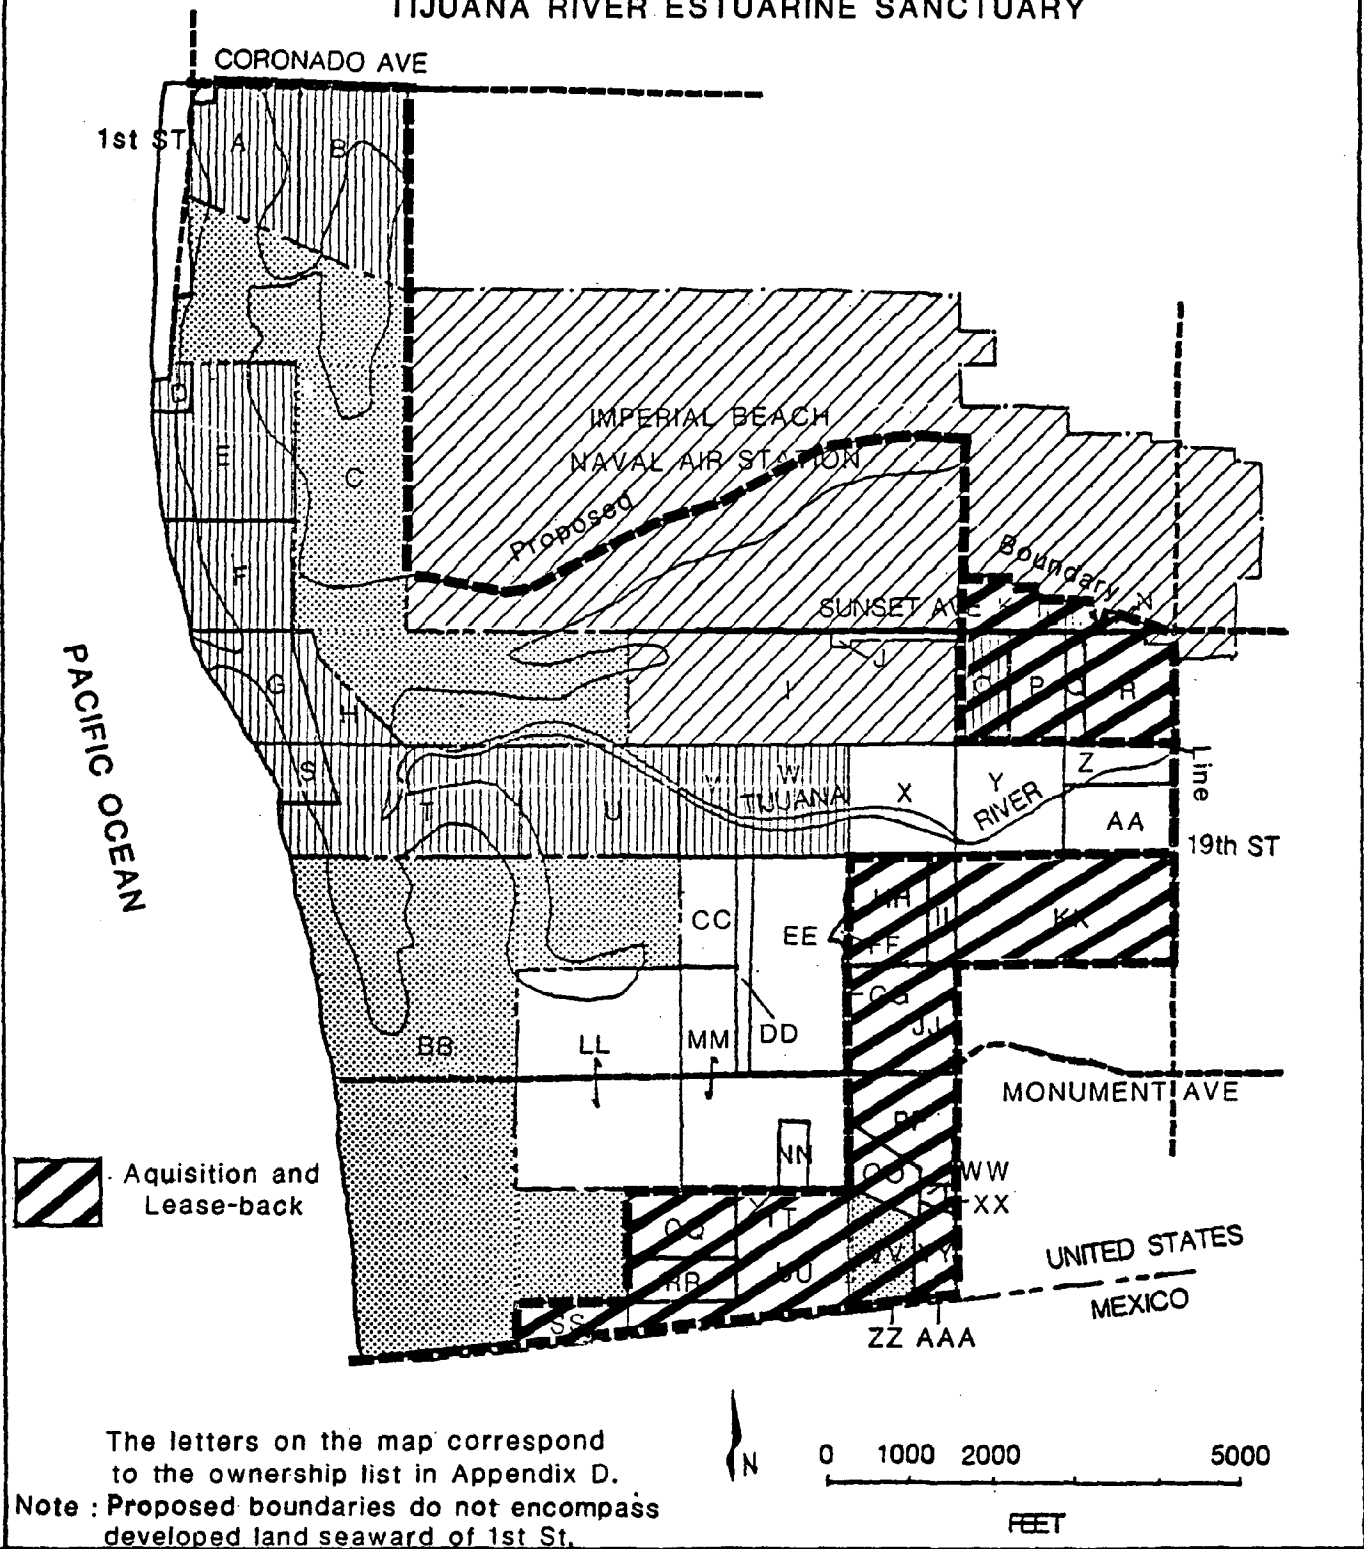 TIJUANA RIVER ESTUARINE SANCTUARY
CORONADO AVE
1st ST
A
B
D
E
C
IMPERIAL BEACH
NAVAL AIR STATION
Proposed
Boundary
F
SUNSET AVE
K
N
J
G
I
O
P
Q
R
H
PACIFIC OCEAN
Line
S
T
U
V
W
TIJUANA
X
Y
RIVER
Z
AA
19th ST
CC
EE
HH
II
KK
FF
GG
JJ
BB
LL
MM
DD
MONUMENT AVE
PP
NN
OO
WW
XX
Aquisition and
Lease-back
QQ
TT
RR
UU
VV
YY
SS
UNITED STATES
MEXICO
ZZ AAA
The letters on the map correspond
to the ownership list in Appendix D.
Note : Proposed boundaries do not encompass
developed land seaward of 1st St.
N
0 1000 2000 5000
FEET